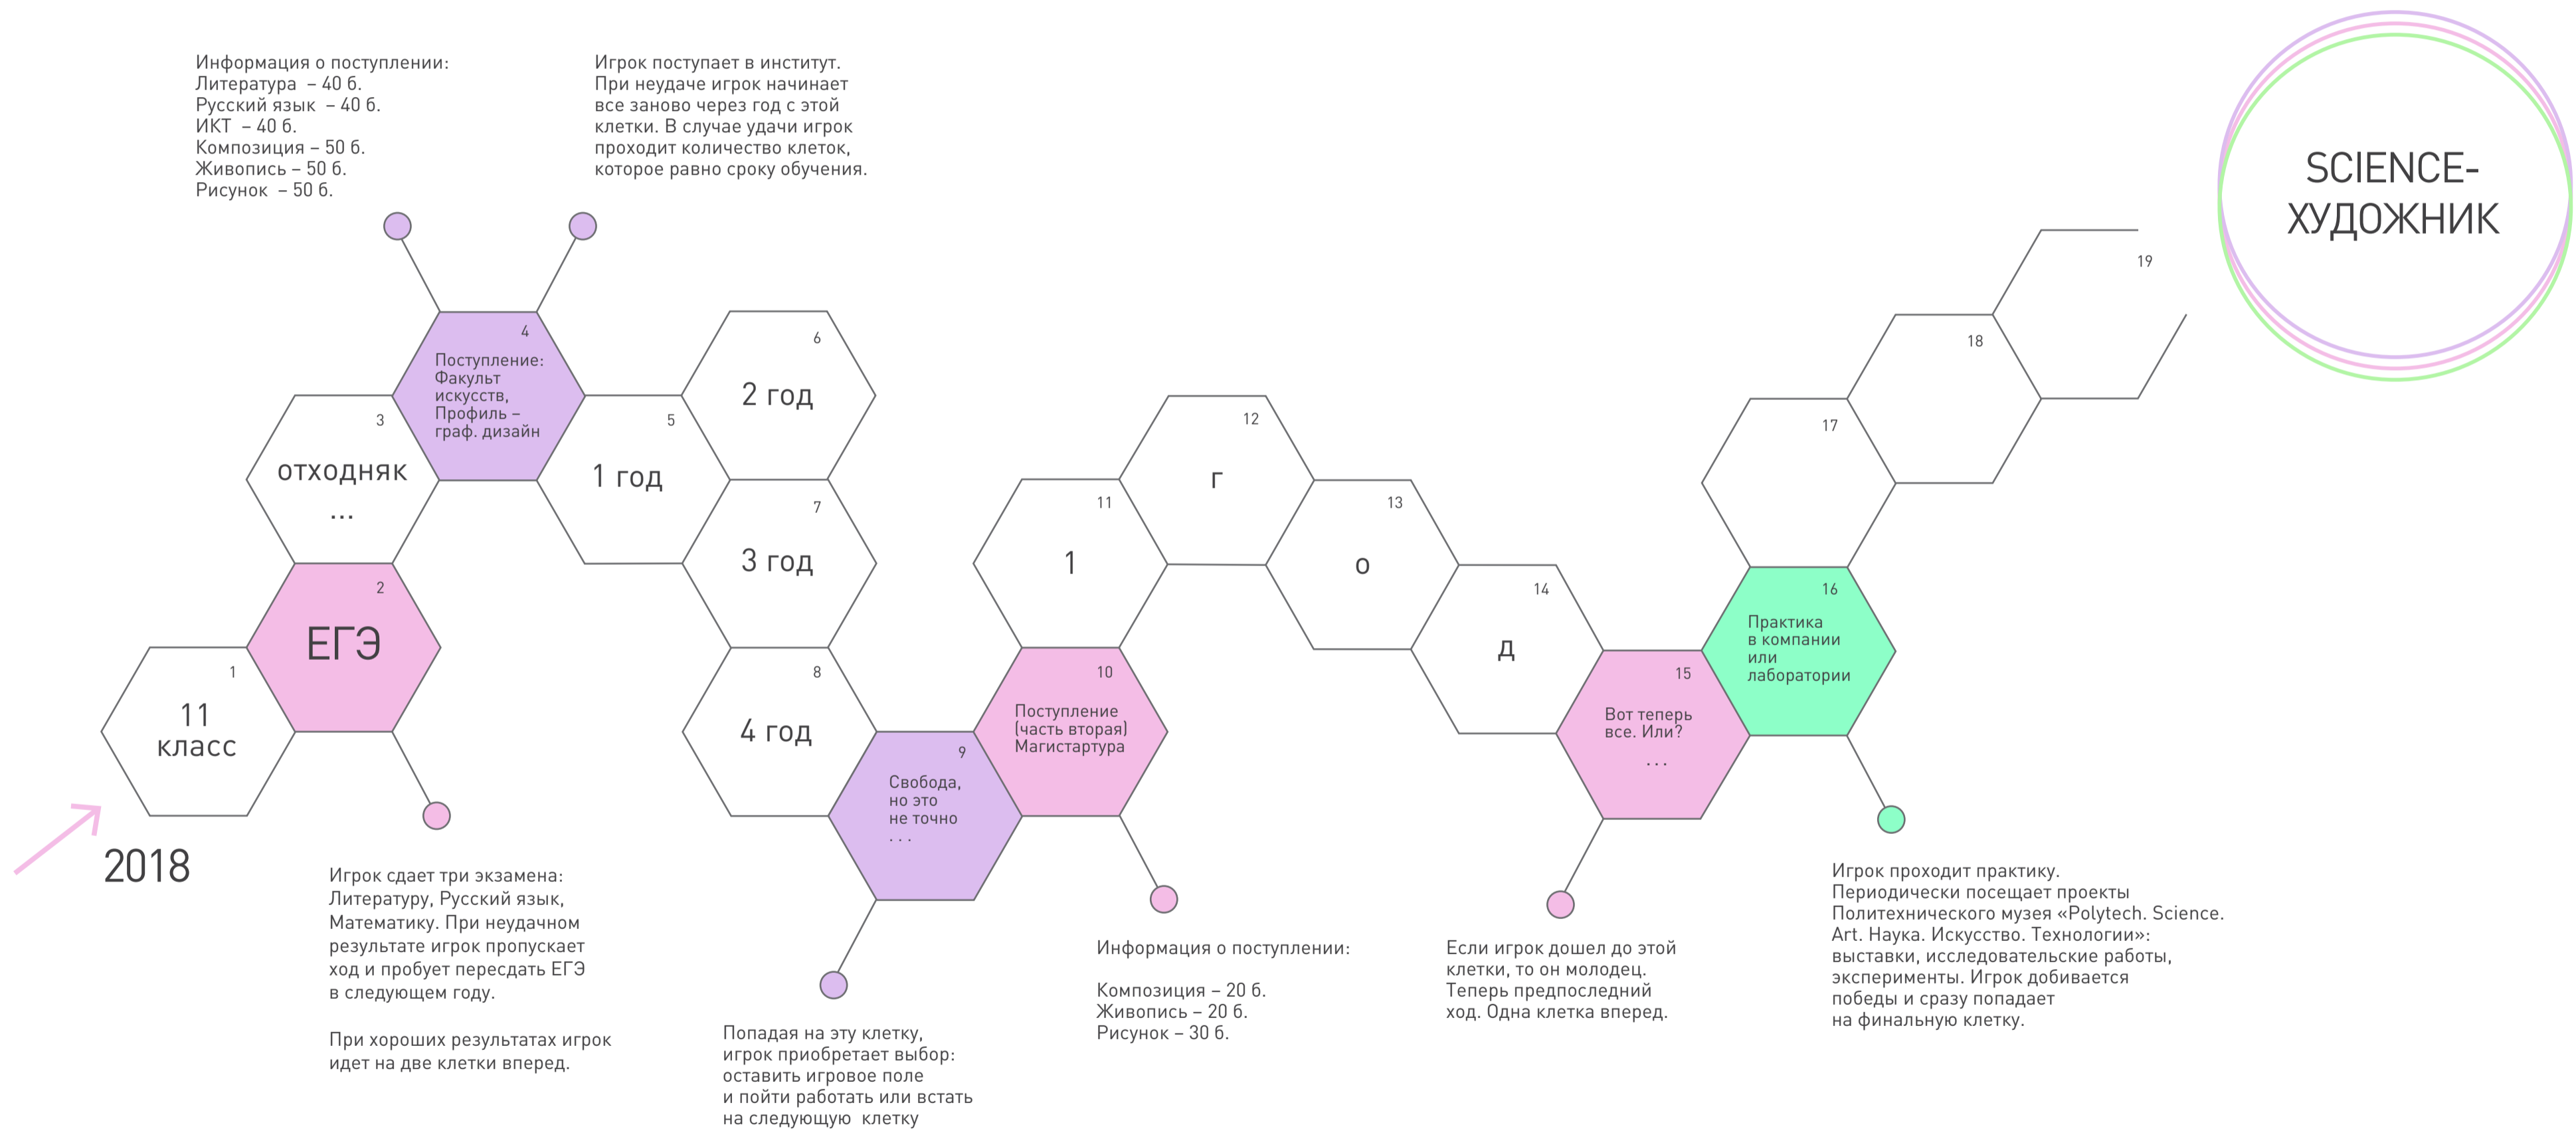 Информация о поступлении:
Литература – 40 б.
Русский язык – 40 б.
ИКТ – 40 б.
Композиция – 50 б.
Живопись – 50 б.
Рисунок – 50 б.
Игрок поступает в институт.
При неудаче игрок начинает
все заново через год с этой
клетки. В случае удачи игрок
проходит количество клеток,
которое равно сроку обучения.
SCIENCE-
ХУДОЖНИК
1
11
класс
2018
2
ЕГЭ
Игрок сдает три экзамена:
Литературу, Русский язык,
Математику. При неудачном
результате игрок пропускает
ход и пробует пересдать ЕГЭ
в следующем году.
При хороших результатах игрок
идет на две клетки вперед.
3
отходняк
...
4
Поступление:
Факульт
искусств,
Профиль –
граф. дизайн
5
1 год
6
2 год
7
3 год
8
4 год
9
Свобода,
но это
не точно
. . .
Попадая на эту клетку,
игрок приобретает выбор:
оставить игровое поле
и пойти работать или встать
на следующую клетку
10
Поступление
(часть вторая)
Магистартура
Информация о поступлении:
Композиция – 20 б.
Живопись – 20 б.
Рисунок – 30 б.
11
1
12
г
13
о
14
д
15
Вот теперь
все. Или?
. . .
Если игрок дошел до этой
клетки, то он молодец.
Теперь предпоследний
ход. Одна клетка вперед.
16
Практика
в компании
или
лаборатории
Игрок проходит практику.
Периодически посещает проекты
Политехнического музея «Polytech. Science.
Art. Наука. Искусство. Технологии»:
выставки, исследовательские работы,
эксперименты. Игрок добивается
победы и сразу попадает
на финальную клетку.
17
18
19